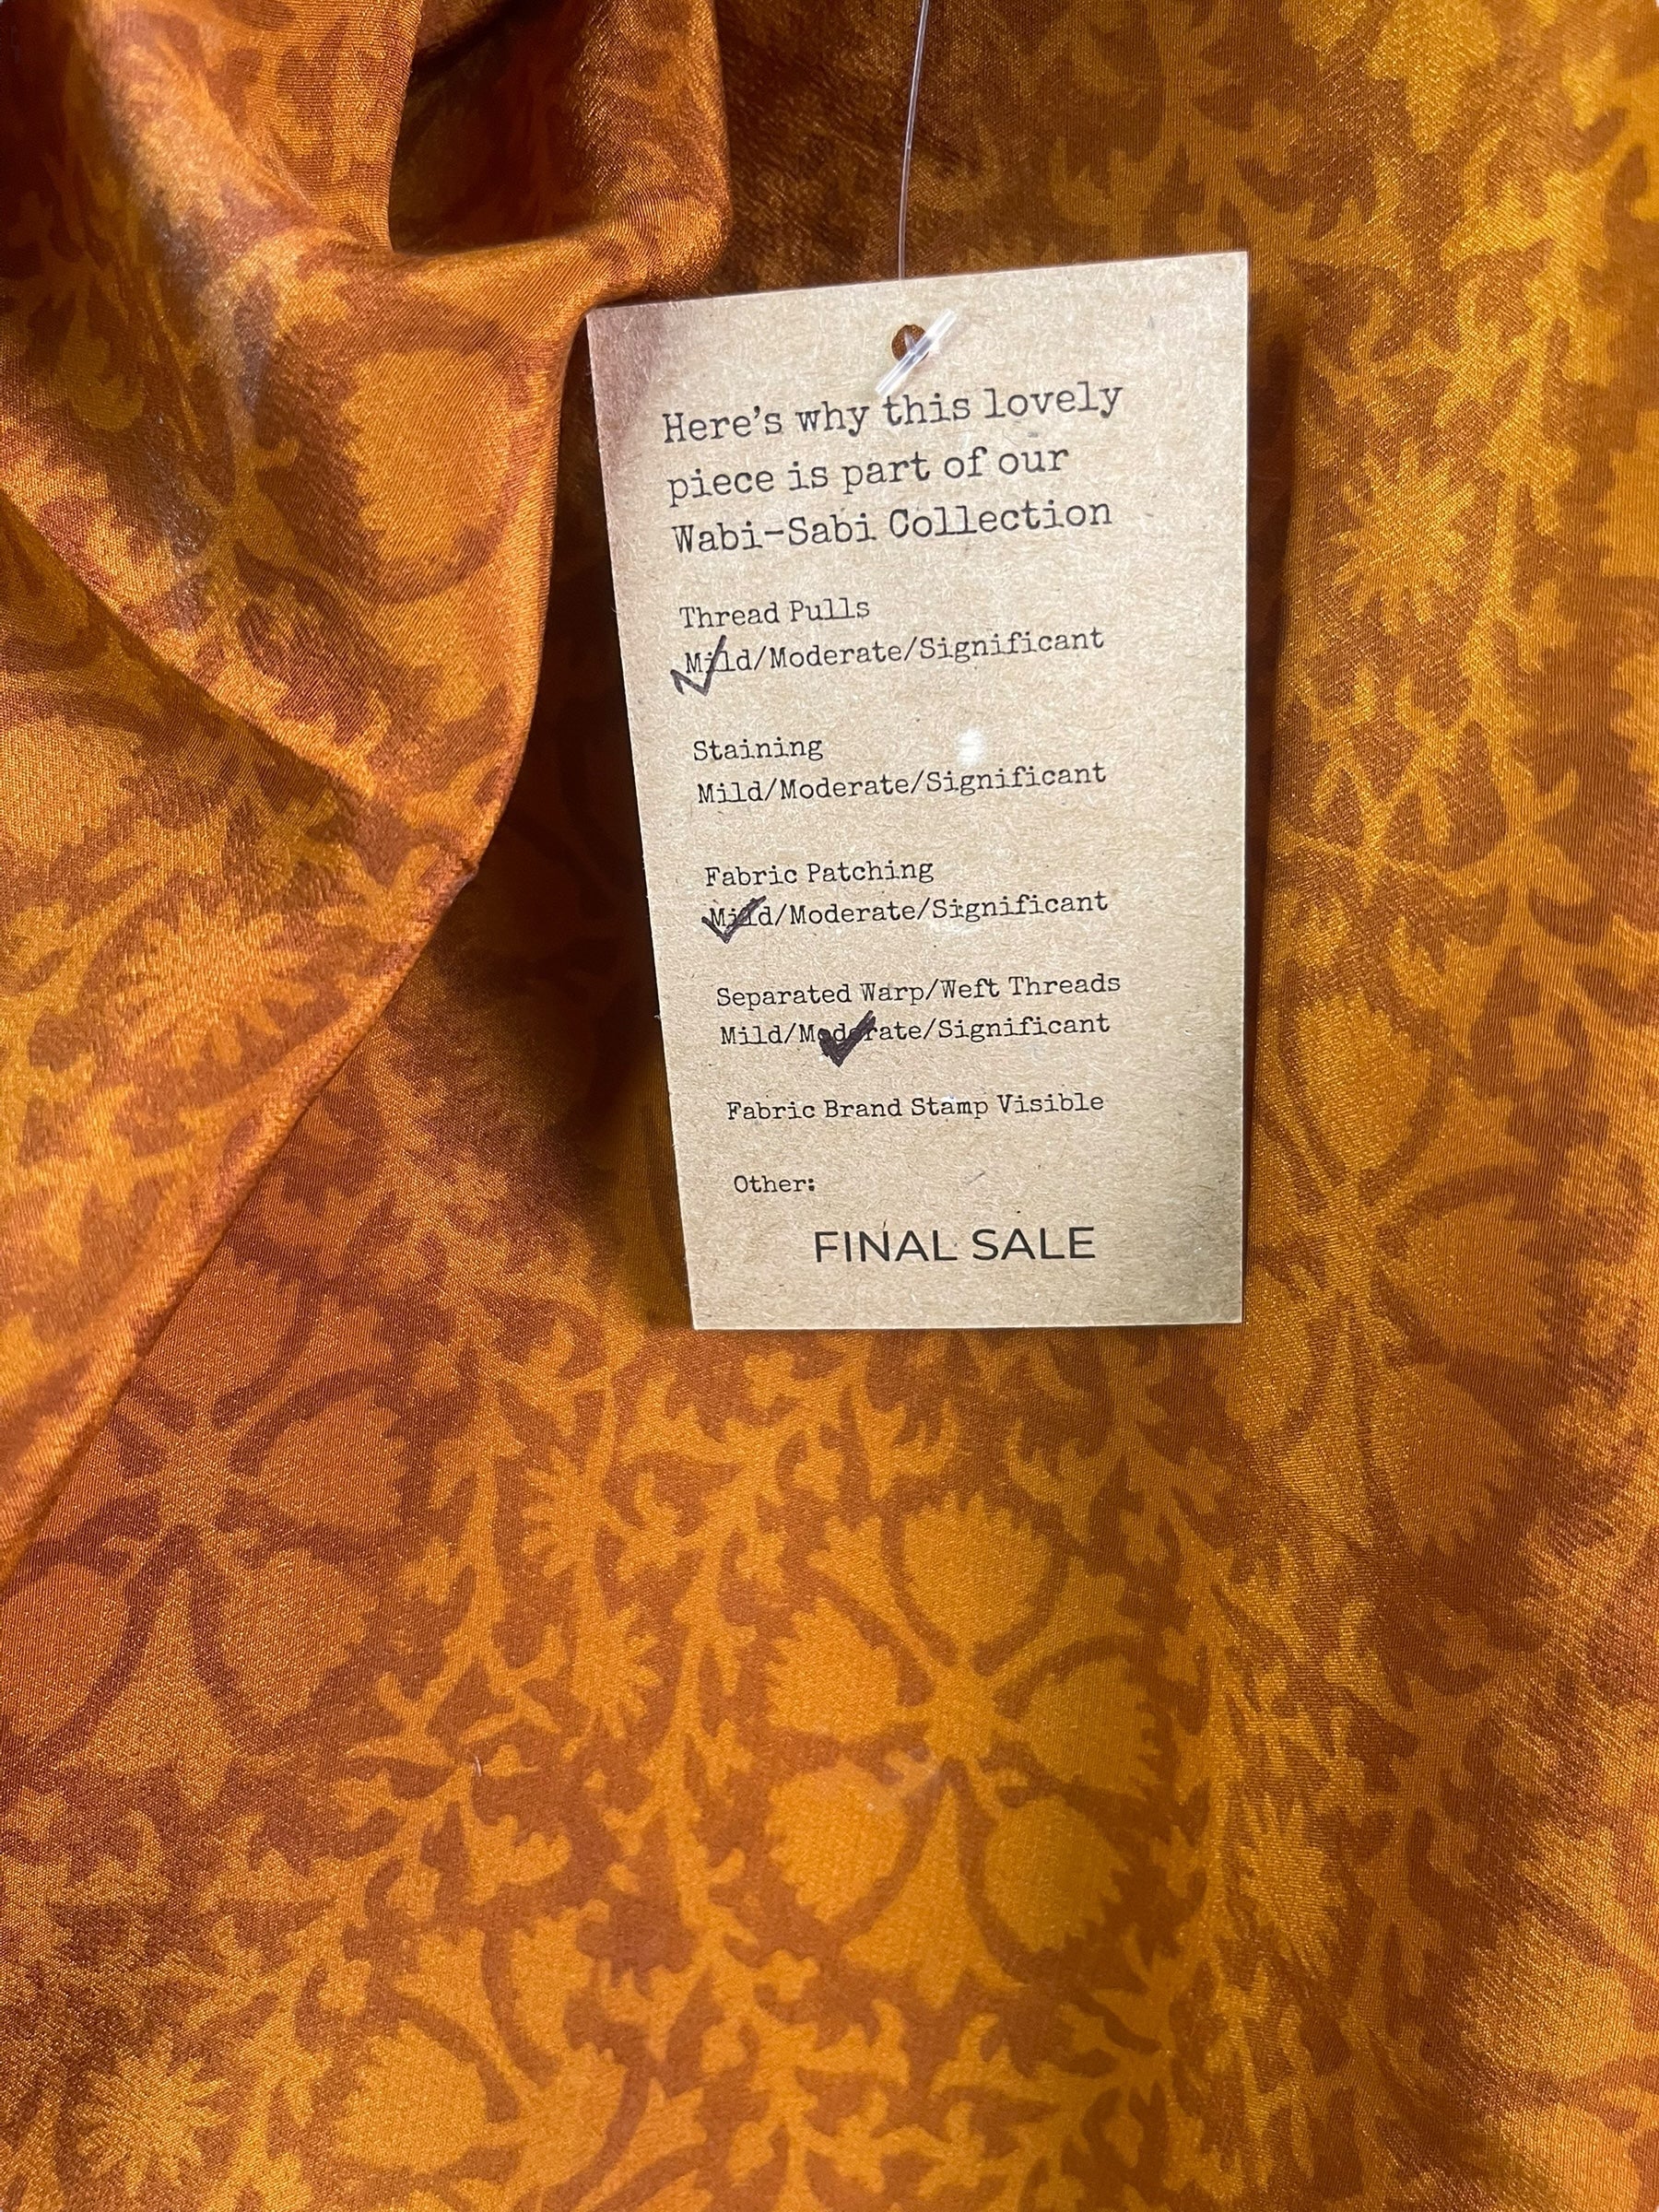 Here's why this lovely
piece is part of our
Wabi-Sabi Collection
Thread Pulls
Mild/Moderate/Significant
Staining
Mild/Moderate/Significant
Fabric Patching
Mild/Moderate/Significant
Separated Warp/Weft Threads
Mild/Moderate/Significant
Fabric Brand Stamp Visible
Other:
FINAL SALE